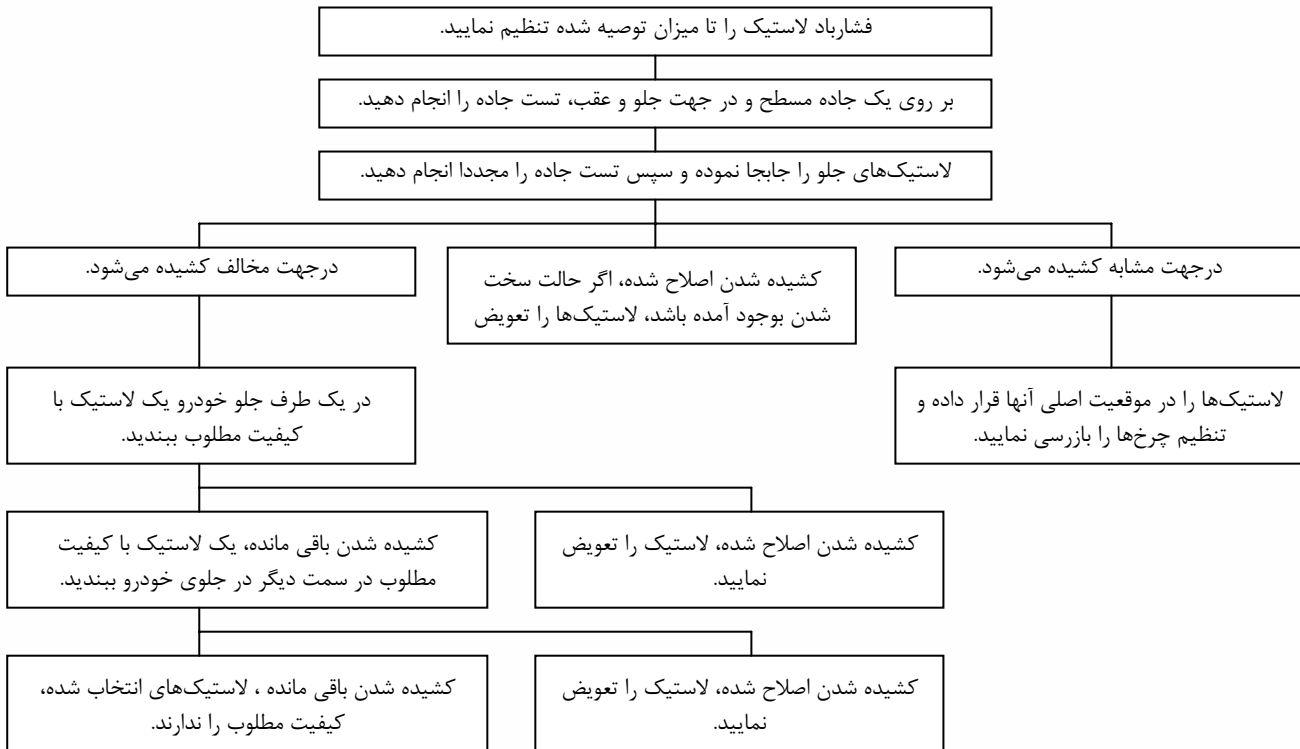 فشارباد لاستیک را تا میزان توصیه شده تنظیم نمایید.
بر روی یک جاده مسطح و در جهت جلو و عقب، تست جاده را انجام دهید.
لاستیک‌های جلو را جابجا نموده و سپس تست جاده را مجددا انجام دهید.
درجهت مشابه کشیده می‌شود.
کشیده شدن اصلاح شده، اگر حالت سخت
شدن بوجود آمده باشد، لاستیک‌ها را تعویض
درجهت مخالف کشیده می‌شود.
لاستیک‌ها را در موقعیت اصلی آنها قرار داده و
تنظیم چرخ‌ها را بازرسی نمایید.
در یک طرف جلو خودرو یک لاستیک با
کیفیت مطلوب ببندید.
کشیده شدن اصلاح شده، لاستیک را تعویض
نمایید.
کشیده شدن باقی مانده، یک لاستیک با کیفیت
مطلوب در سمت دیگر در جلوی خودرو ببندید.
کشیده شدن اصلاح شده، لاستیک را تعویض
نمایید.
کشیده شدن باقی مانده ، لاستیک‌های انتخاب شده،
کیفیت مطلوب را ندارند.